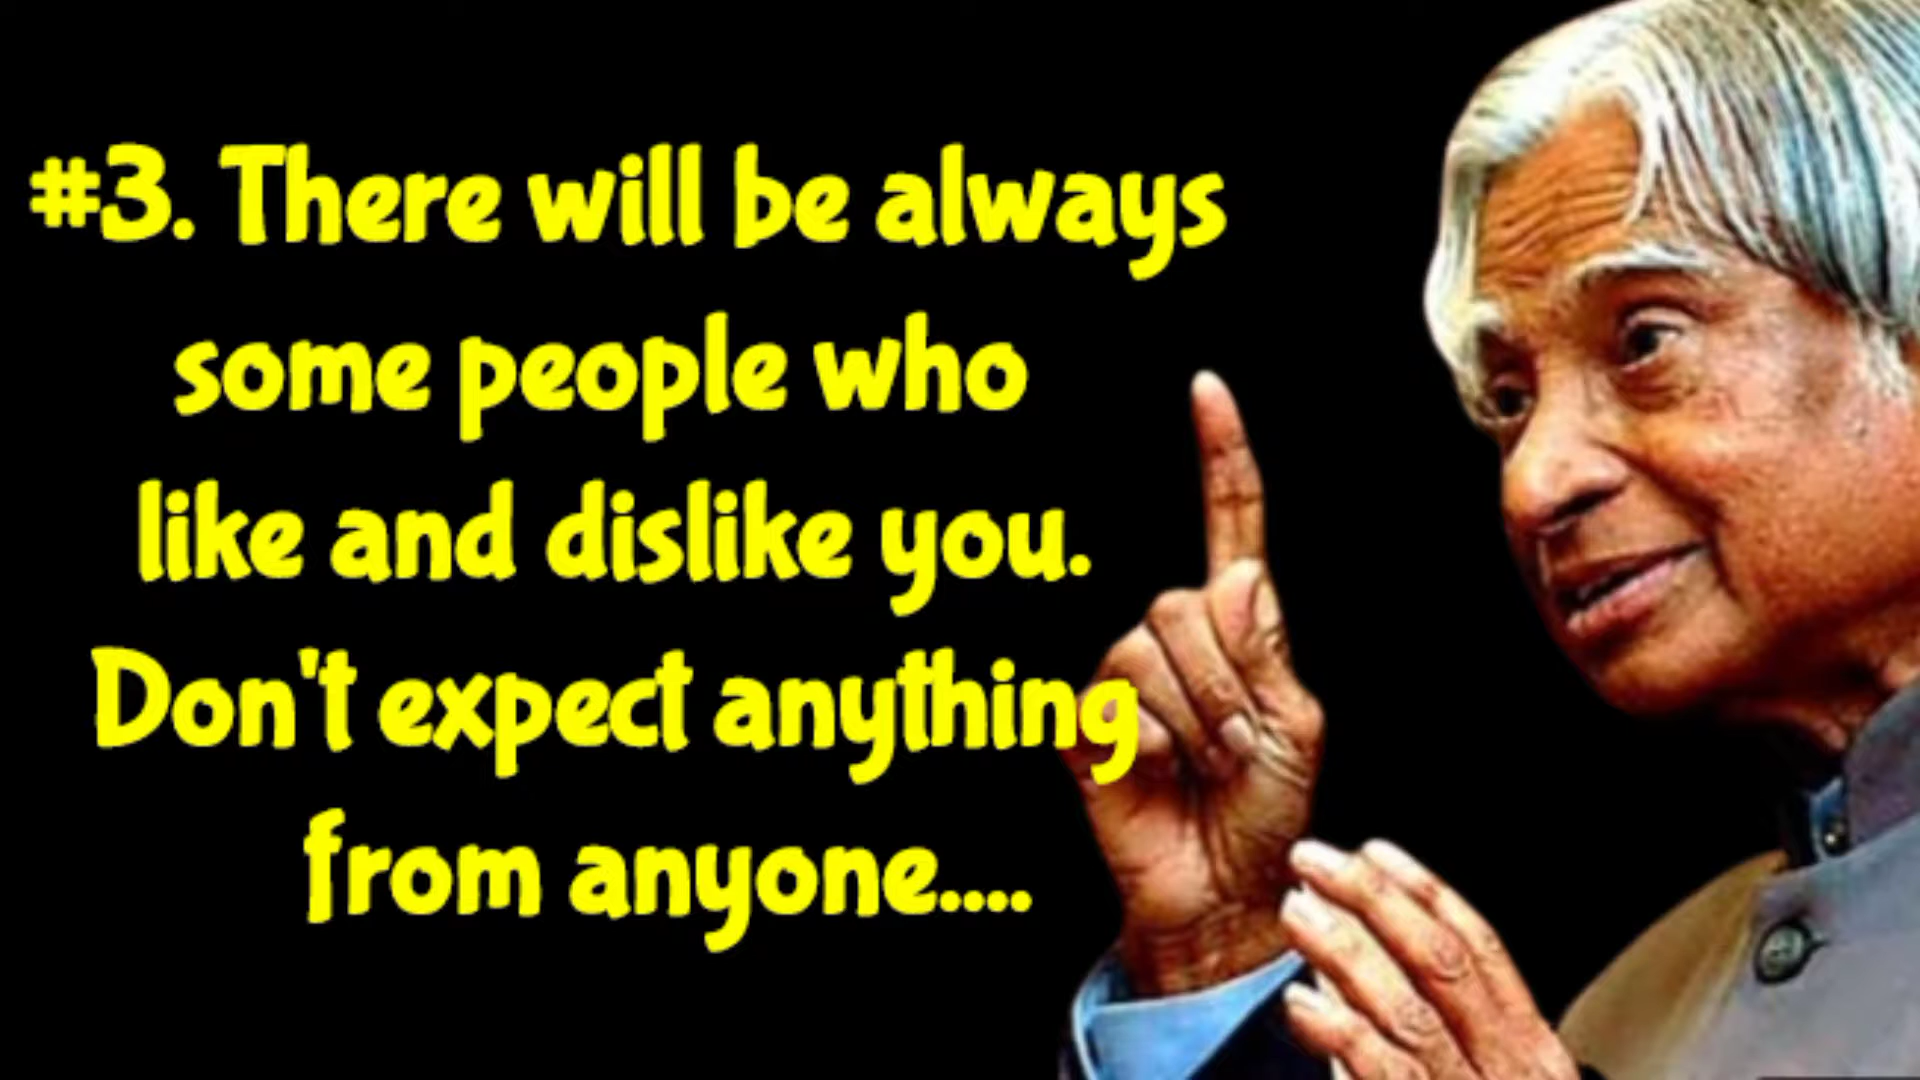 #3. There will be always
some people who
like and dislike you.
Don't expect anything
from anyone....